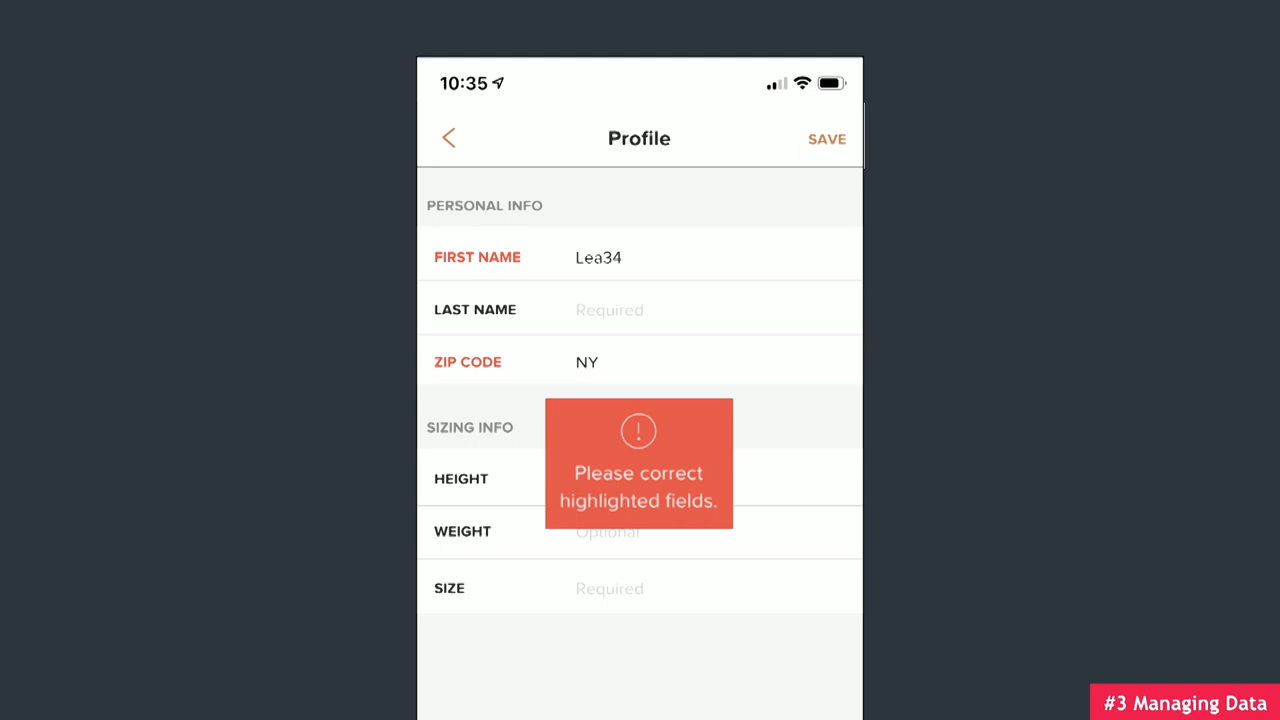 10:35
Profile
SAVE
PERSONAL INFO
FIRST NAME Lea34
LAST NAME Required
ZIP CODE NY
SIZING INFO
HEIGHT
Please correct
highlighted fields.
WEIGHT Optional
SIZE Required
#3 Managing Data